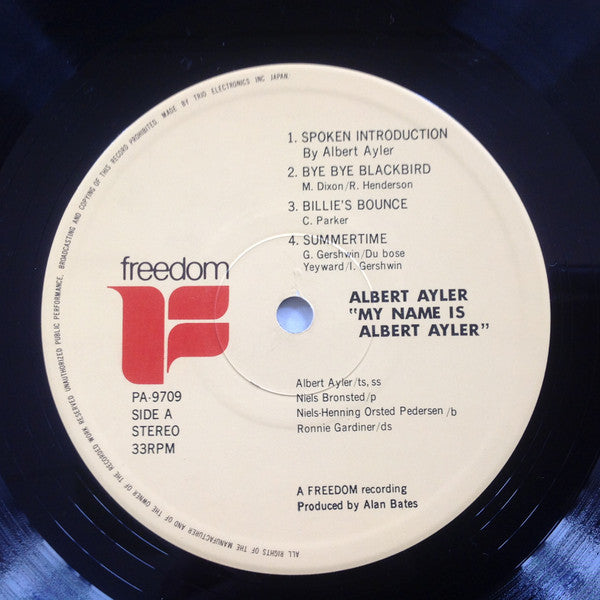 ALL RIGHTS OF THE MANUFACTURER AND OF THE OWNER OF THE RECORDED WORK RESERVED UNAUTHORIZED PUBLIC PERFORMANCE, BROADCASTING AND COPYING OF THIS RECORD PROHIBITED. MADE BY TRIO ELECTRONICS INC JAPAN.
1. SPOKEN INTRODUCTION
By Albert Ayler
2. BYE BYE BLACKBIRD
M. Dixon/R. Henderson
3. BILLIE'S BOUNCE
C. Parker
4. SUMMERTIME
G. Gershwin/Du bose
Yeyward/I. Gershwin
freedom
PA-9709
SIDE A
STEREO
33RPM
ALBERT AYLER
"MY NAME IS
ALBERT AYLER"
Albert Ayler/ts, ss
Niels Bronsted/p
Niels-Henning Orsted Pedersen/b
Ronnie Gardiner/ds
A FREEDOM recording
Produced by Alan Bates